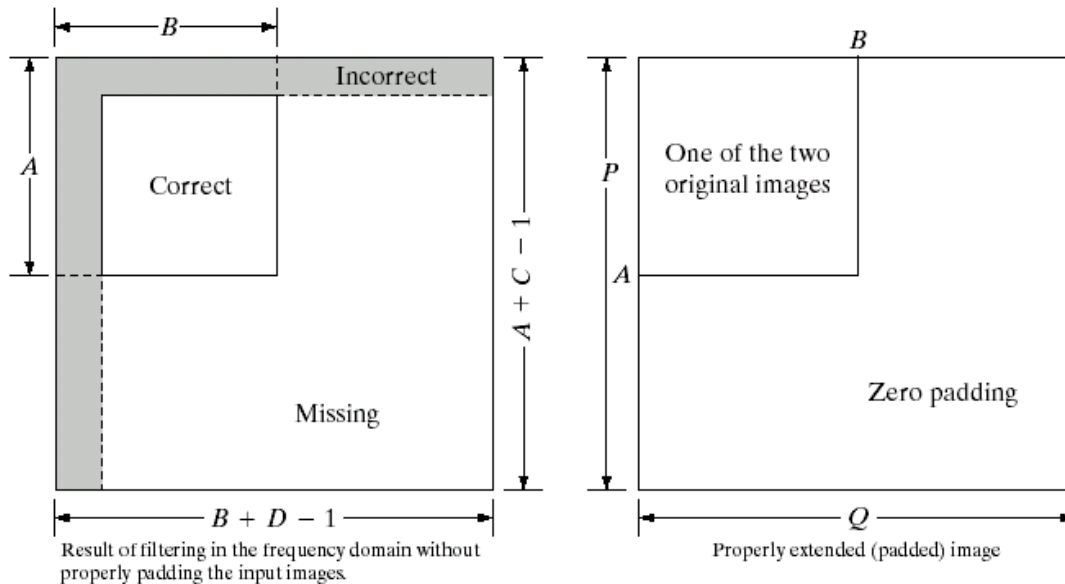 B
Incorrect
A
Correct
A + C − 1
Missing
B + D − 1
Result of filtering in the frequency domain without
properly padding the input images.
B
One of the two
original images
P
A
Zero padding
Q
Properly extended (padded) image